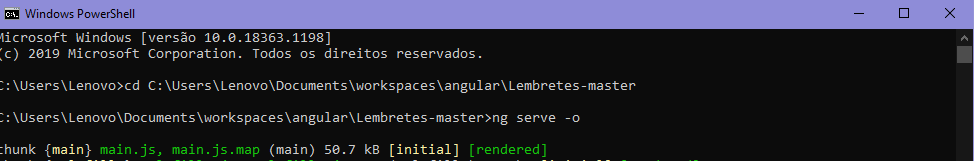 Windows PowerShell
Microsoft Windows [versão 10.0.18363.1198]
(c) 2019 Microsoft Corporation. Todos os direitos reservados.
C:\Users\Lenovo>cd C:\Users\Lenovo\Documents\workspaces\angular\Lembretes-master
C:\Users\Lenovo\Documents\workspaces\angular\Lembretes-master>ng serve -o
chunk {main} main.js, main.js.map (main) 50.7 kB [initial] [rendered]